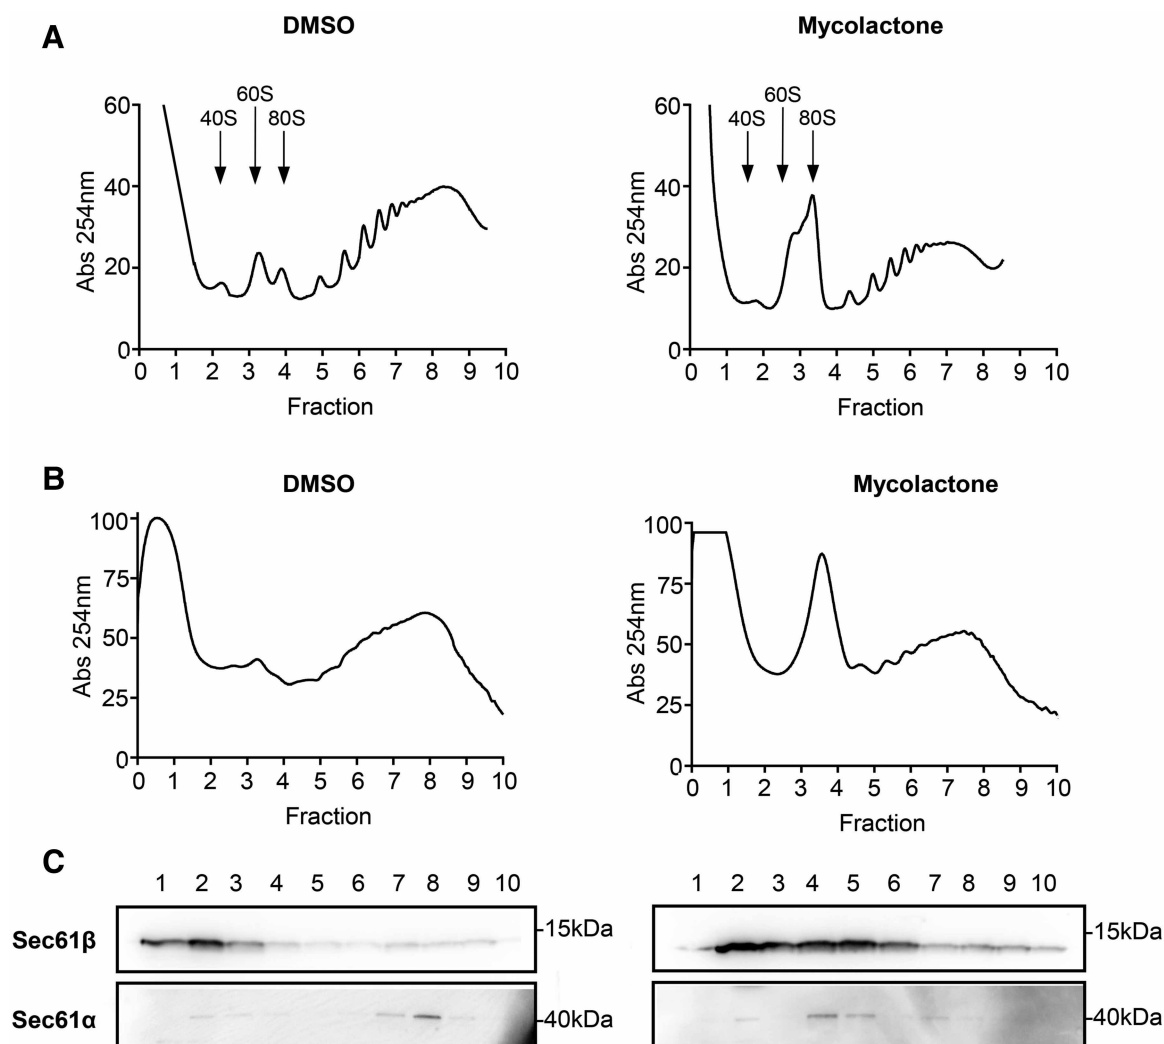 A
DMSO
Mycolactone
60S
40S 80S
60
40
20
0
Abs 254nm
0 1 2 3 4 5 6 7 8 9 10
Fraction
60S
40S 80S
60
40
20
0
Abs 254nm
0 1 2 3 4 5 6 7 8 9 10
Fraction
B
DMSO
Mycolactone
100
75
50
25
0
Abs 254nm
0 1 2 3 4 5 6 7 8 9 10
Fraction
100
75
50
25
0
Abs 254nm
0 1 2 3 4 5 6 7 8 9 10
Fraction
C
1 2 3 4 5 6 7 8 9 10
1 2 3 4 5 6 7 8 9 10
Sec61β
-15kDa
-15kDa
Sec61α
-40kDa
-40kDa